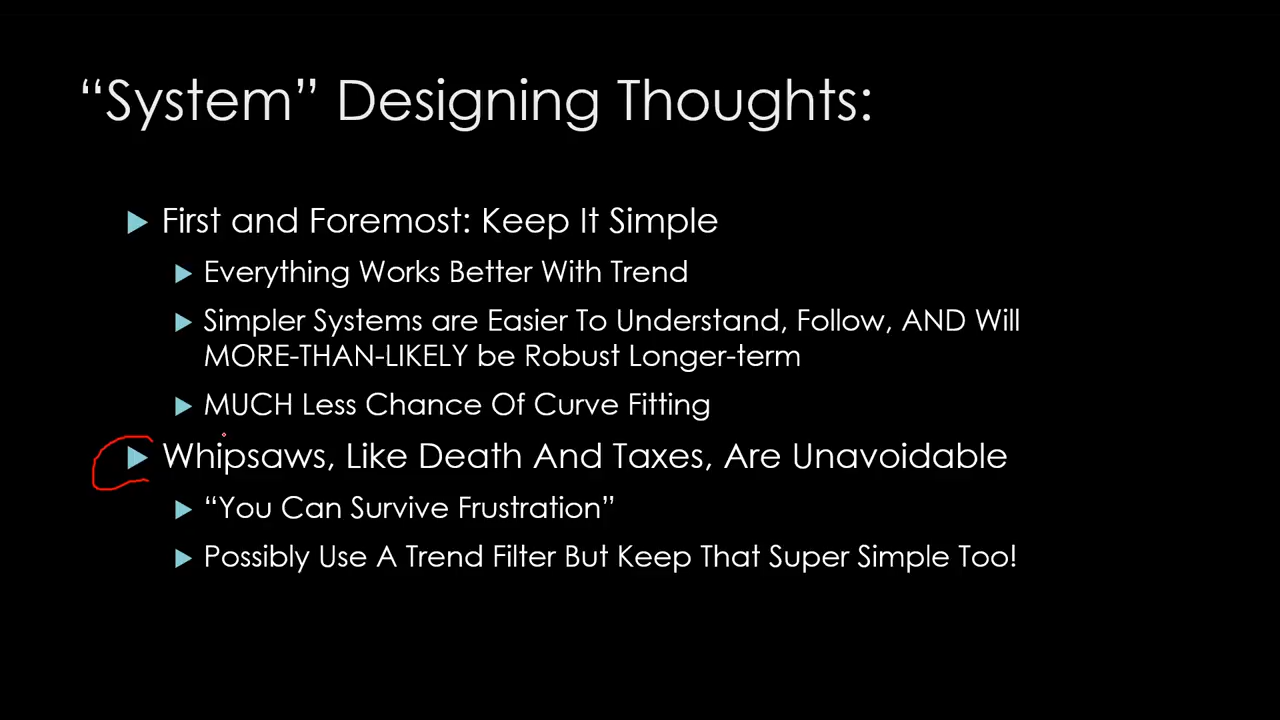 “System” Designing Thoughts:
First and Foremost: Keep It Simple
Everything Works Better With Trend
Simpler Systems are Easier To Understand, Follow, AND Will
MORE-THAN-LIKELY be Robust Longer-term
MUCH Less Chance Of Curve Fitting
Whipsaws, Like Death And Taxes, Are Unavoidable
“You Can Survive Frustration”
Possibly Use A Trend Filter But Keep That Super Simple Too!